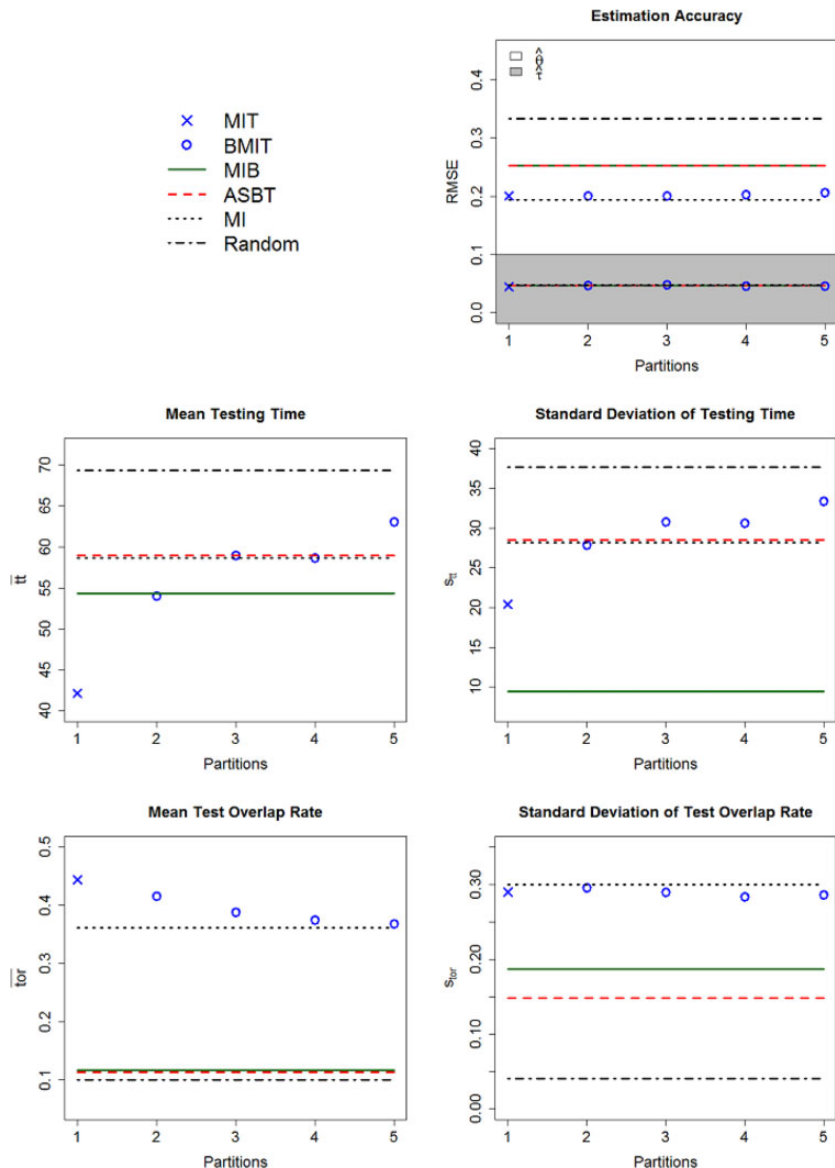 Estimation Accuracy
θ̂
τ̂
MIT
BMIT
MIB
ASBT
MI
Random
RMSE
0.4
0.3
0.2
0.1
0.0
1 2 3 4 5
Partitions
Mean Testing Time
t̅t̅
70
65
60
55
50
45
40
1 2 3 4 5
Partitions
Standard Deviation of Testing Time
s_tt
40
35
30
25
20
15
10
1 2 3 4 5
Partitions
Mean Test Overlap Rate
t̅o̅r̅
0.5
0.4
0.3
0.2
0.1
1 2 3 4 5
Partitions
Standard Deviation of Test Overlap Rate
s_tor
0.30
0.20
0.10
0.00
1 2 3 4 5
Partitions